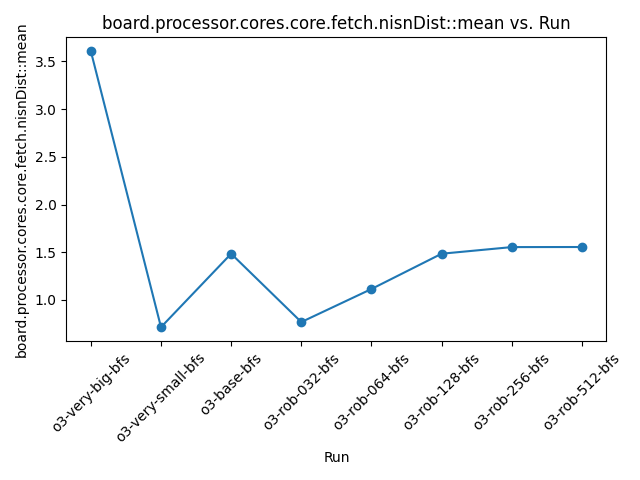 board.processor.cores.core.fetch.nisnDist::mean vs. Run
board.processor.cores.core.fetch.nisnDist::mean
3.5
3.0
2.5
2.0
1.5
1.0
o3-very-big-bfs
o3-very-small-bfs
o3-base-bfs
o3-rob-032-bfs
o3-rob-064-bfs
o3-rob-128-bfs
o3-rob-256-bfs
o3-rob-512-bfs
Run